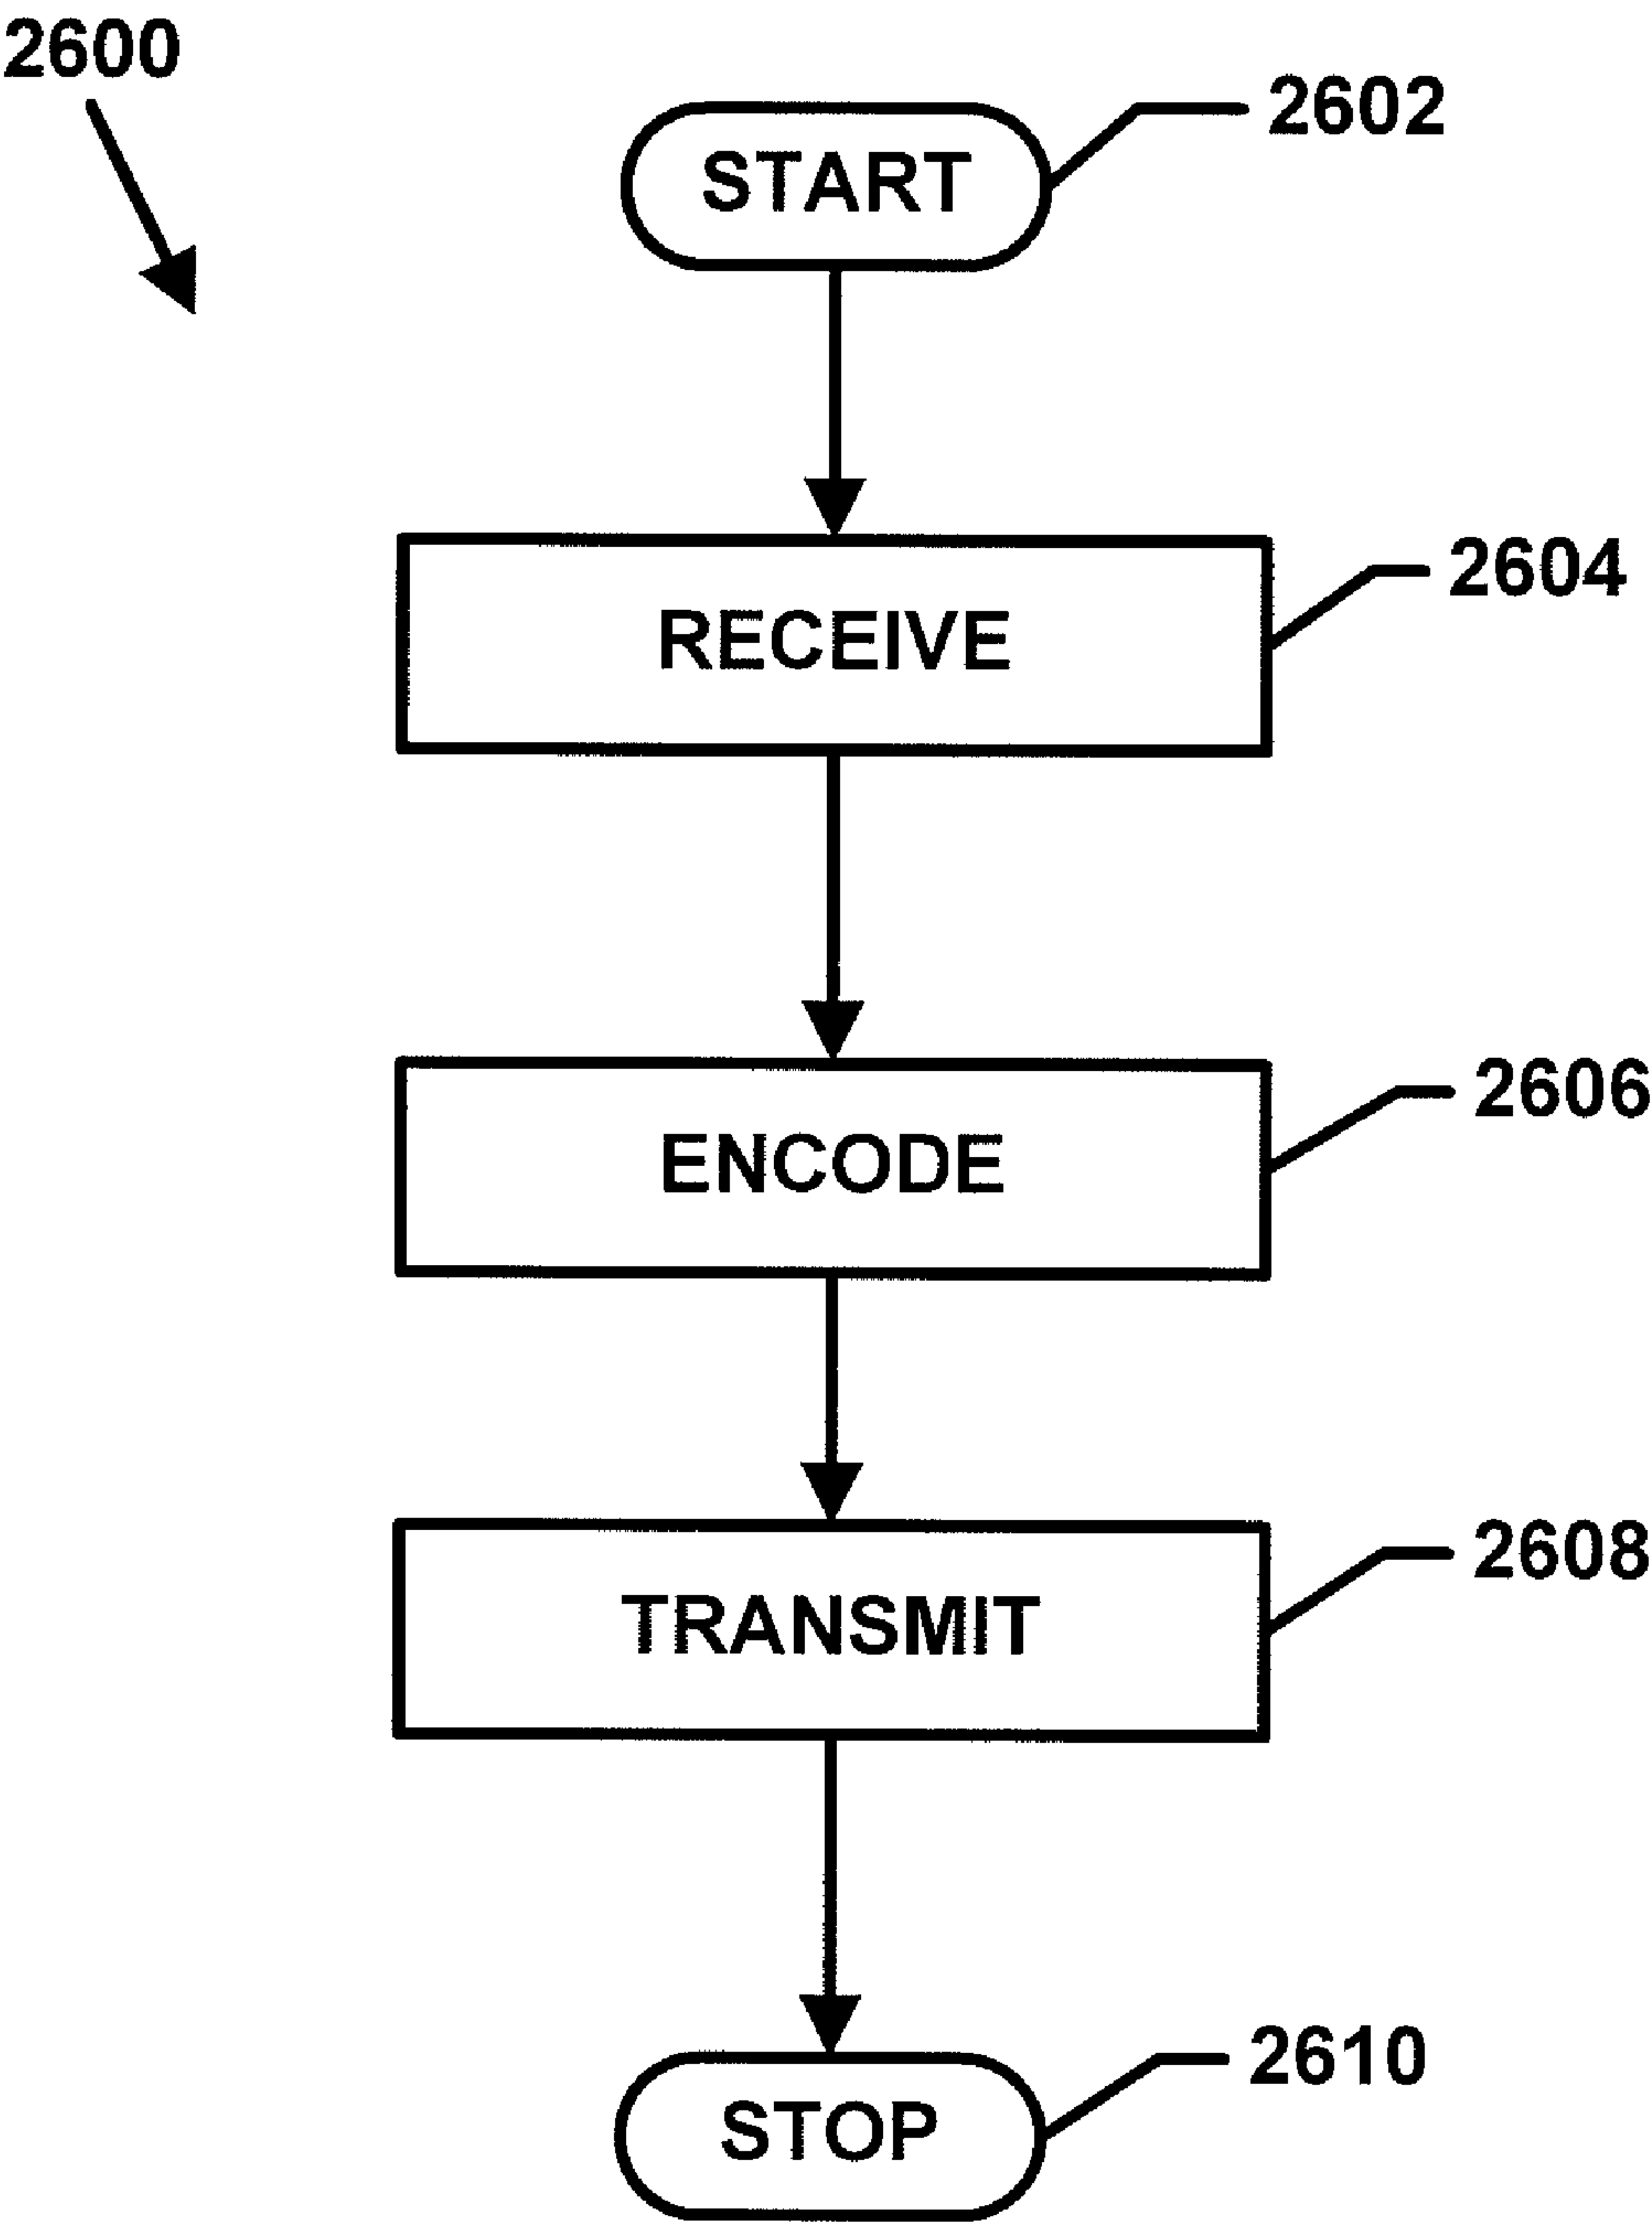 2600
2602
START
2604
RECEIVE
2606
ENCODE
2608
TRANSMIT
2610
STOP